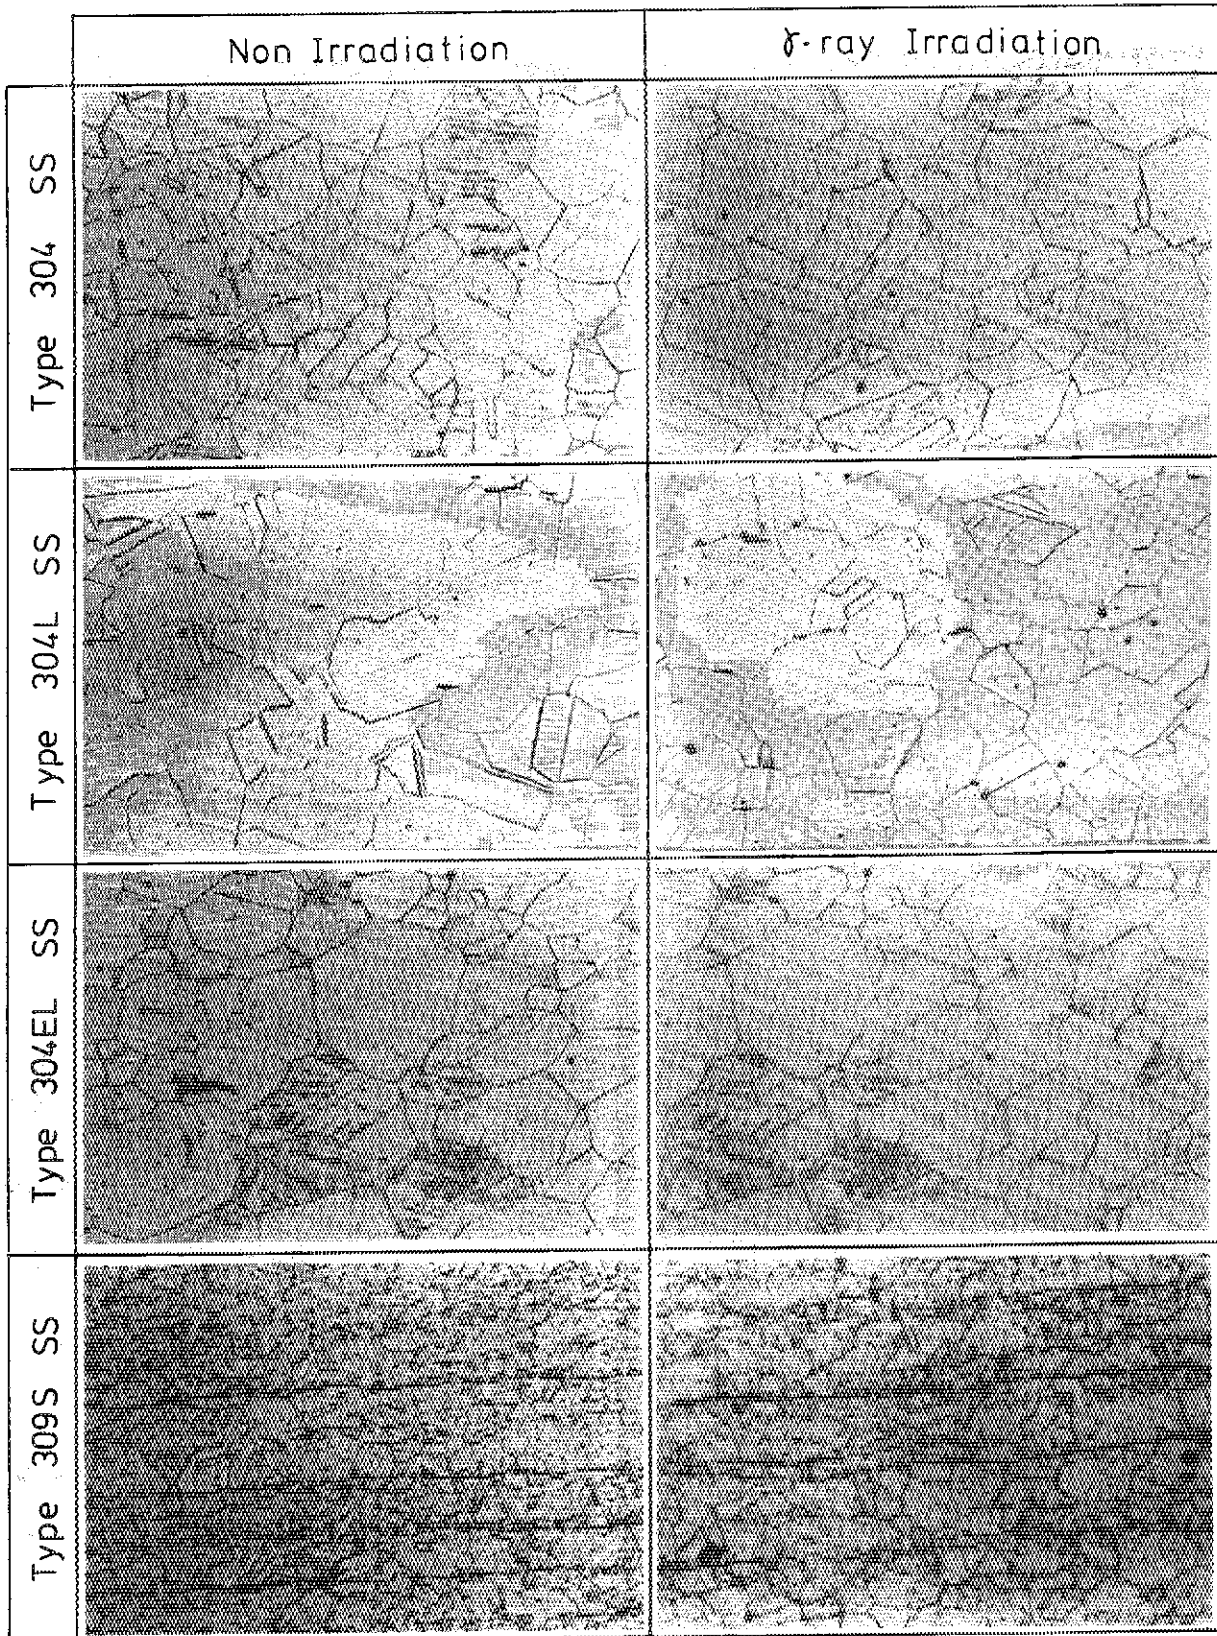 Non Irradiation
γ-ray Irradiation
Type 304 SS
Type 304L SS
Type 304EL SS
Type 309S SS